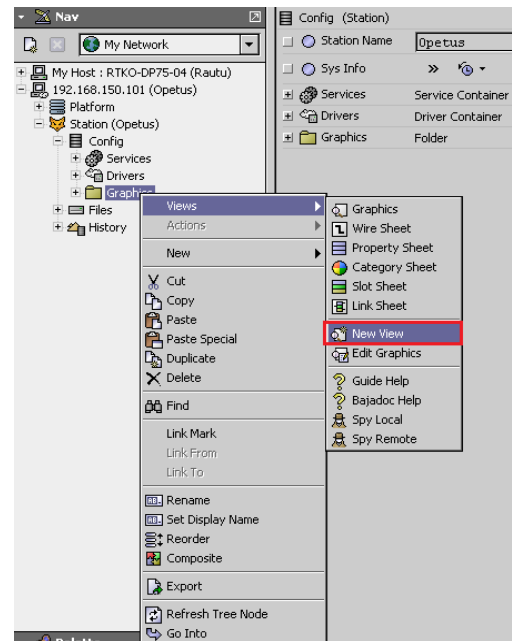 Nav
My Network
My Host : RTKO-DP75-04 (Rautu)
192.168.150.101 (Opetus)
Platform
Station (Opetus)
Config
Services
Drivers
Graphics
Files
History
Config (Station)
Station Name
Opetus
Sys Info
Services
Service Container
Drivers
Driver Container
Graphics
Folder
Views
Actions
New
Cut
Copy
Paste
Paste Special
Duplicate
Delete
Find
Link Mark
Link From
Link To
Rename
Set Display Name
Reorder
Composite
Export
Refresh Tree Node
Go Into
Graphics
Wire Sheet
Property Sheet
Category Sheet
Slot Sheet
Link Sheet
New View
Edit Graphics
Guide Help
Bajadoc Help
Spy Local
Spy Remote